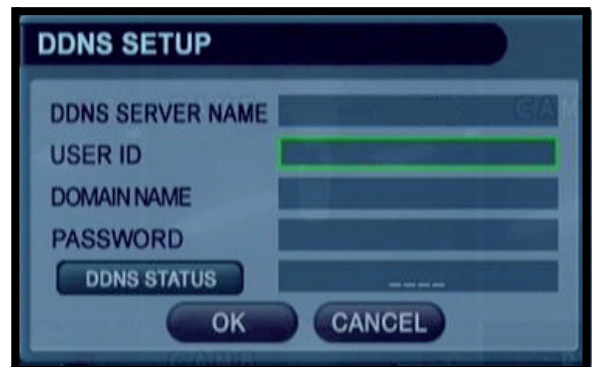 DDNS SETUP
DDNS SERVER NAME
USER ID
DOMAIN NAME
PASSWORD
DDNS STATUS ----
OK CANCEL